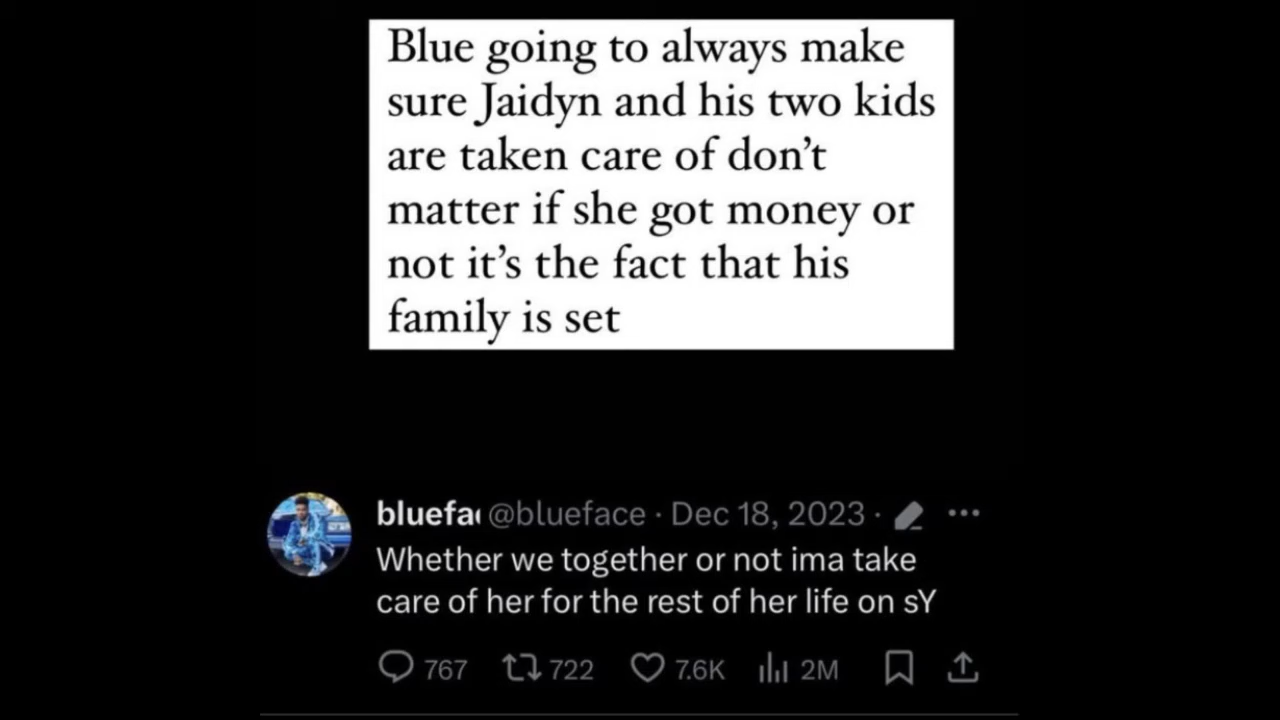 Blue going to always make
sure Jaidyn and his two kids
are taken care of don't
matter if she got money or
not it's the fact that his
family is set
bluefa @blueface · Dec 18, 2023 ·
Whether we together or not ima take
care of her for the rest of her life on sY
767 722 7.6K 2M